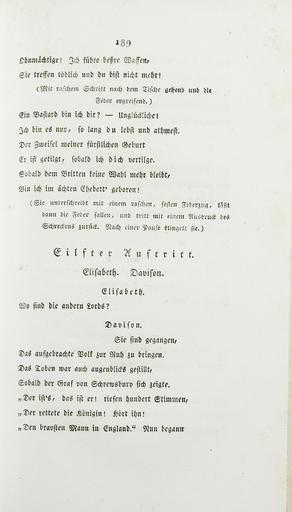 189
Ohnmächtige! Ich führe beßre Waffen,
Sie treffen tödlich und du bist nicht mehr!
(Mit raschem Schritt nach dem Tische gehend und die
Feder ergreifend.)
Ein Bastard bin ich dir? — Unglückliche!
Ich bin es nur, so lang du lebst und athmest.
Der Zweifel meiner fürstlichen Geburt
Er ist getilgt, sobald ich dich vertilge.
Sobald dem Britten keine Wahl mehr bleibt,
Bin ich im ächten Ehebett' geboren!
(Sie unterschreibt mit einem raschen, festen Federzug, läßt
dann die Feder fallen, und tritt mit einem Ausdruck des
Schreckens zurück. Nach einer Pause klingelt sie.)
Eilfter Auftritt.
Elisabeth. Davison.
Elisabeth.
Wo sind die andern Lords?
Davison.
Sie sind gegangen,
Das aufgebrachte Volk zur Ruh zu bringen.
Das Toben war auch augenblicks gestillt,
Sobald der Graf von Schrewsbury sich zeigte.
„Der ist's, das ist er! riefen hundert Stimmen,
„Der rettete die Königin! Hört ihn!
„Den bravsten Mann in England.“ Nun begann